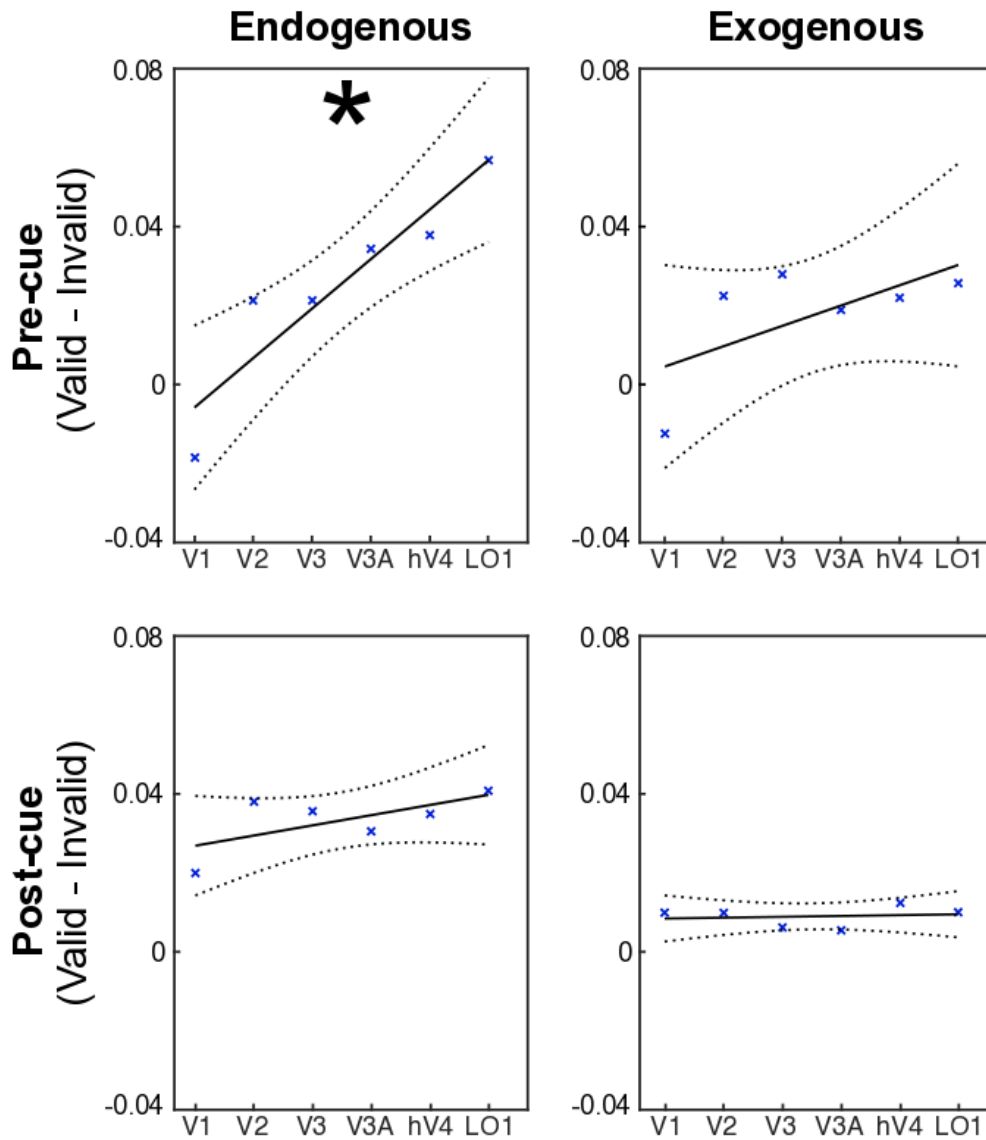 Endogenous
Exogenous
Pre-cue
(Valid - Invalid)
0.08
0.04
0
-0.04
*
V1 V2 V3 V3A hV4 LO1
0.08
0.04
0
-0.04
V1 V2 V3 V3A hV4 LO1
Post-cue
(Valid - Invalid)
0.08
0.04
0
-0.04
V1 V2 V3 V3A hV4 LO1
0.08
0.04
0
-0.04
V1 V2 V3 V3A hV4 LO1